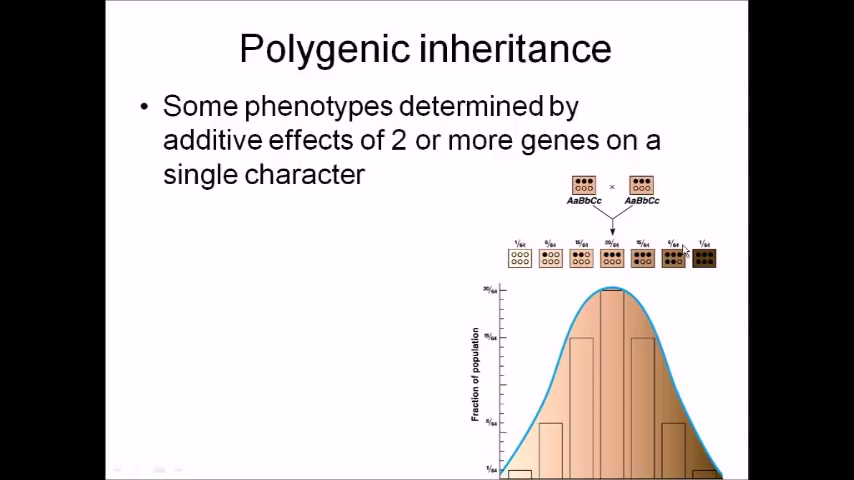 Polygenic inheritance
• Some phenotypes determined by
additive effects of 2 or more genes on a
single character
×
AaBbCc AaBbCc
1/64 6/64 15/64 20/64 15/64 6/64 1/64
20/64
15/64
Fraction of population
6/64
1/64